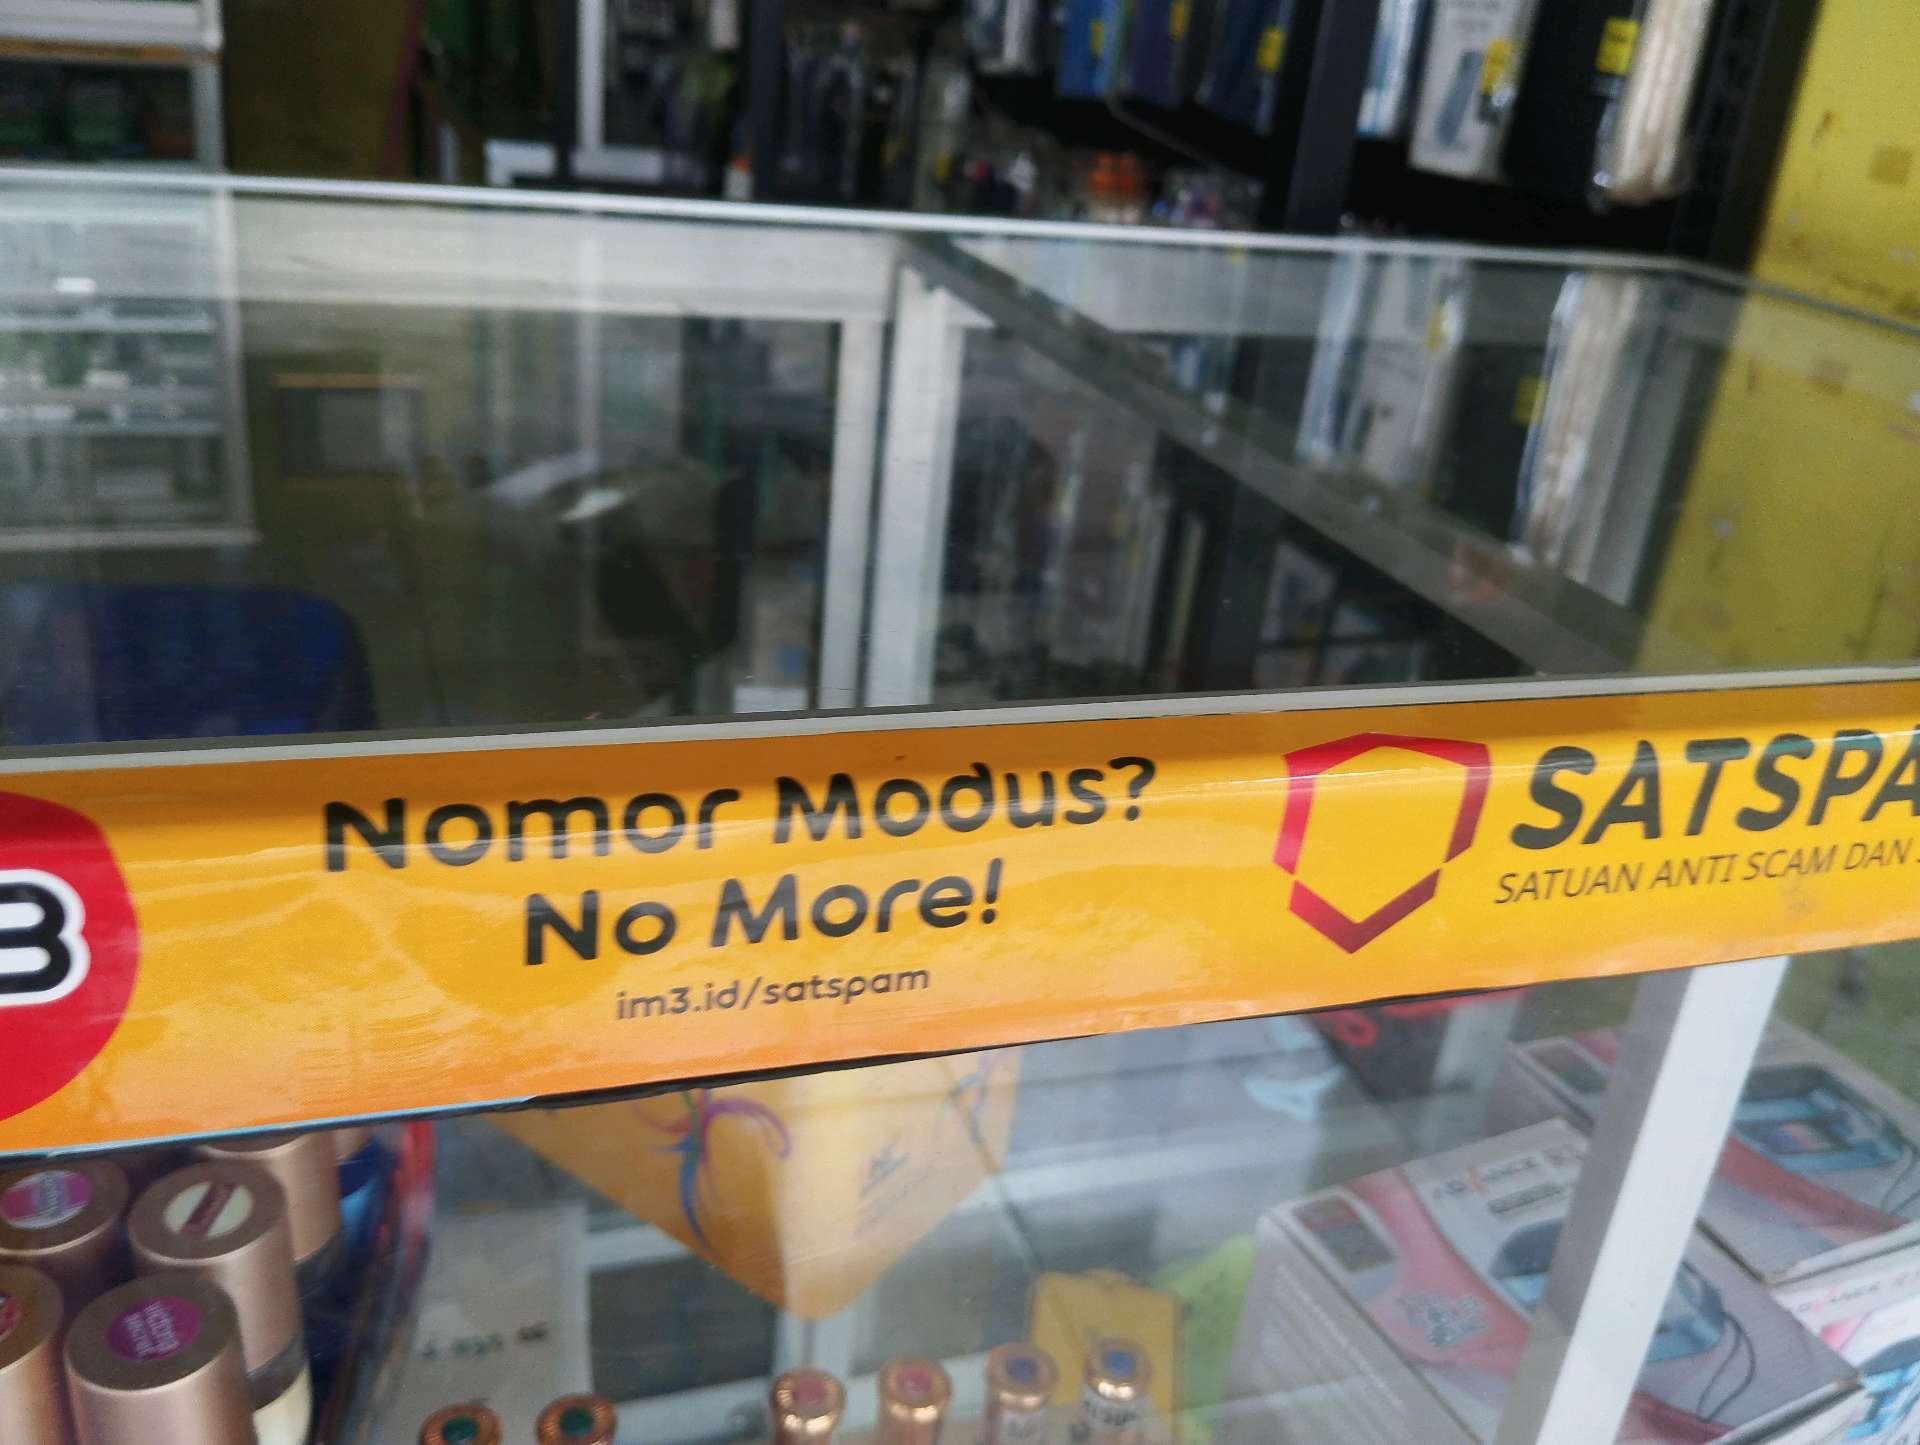 Nomor Modus?
No More!
im3.id/satspam
SATSPA
SATUAN ANTI SCAM DAN